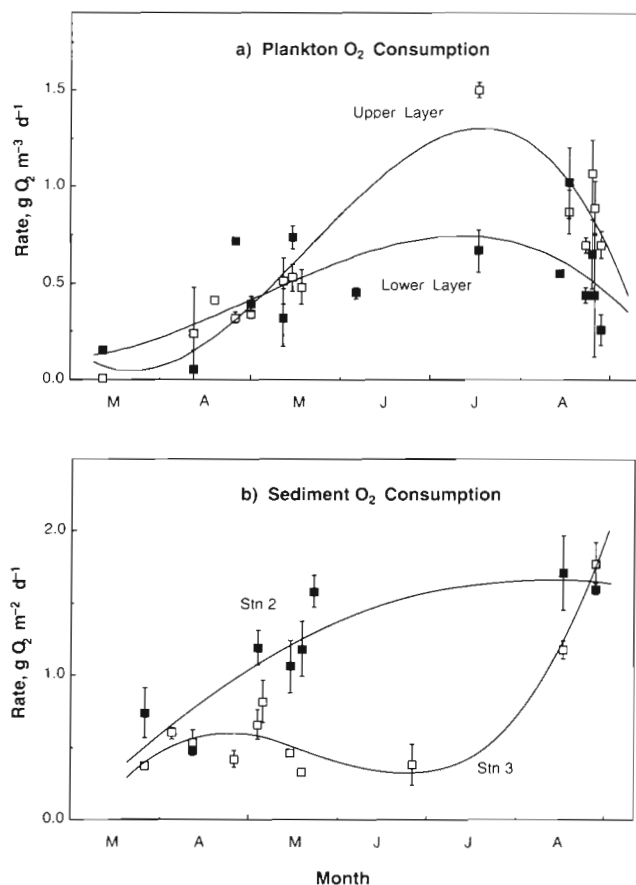 a) Plankton O₂ Consumption
Upper Layer
Lower Layer
Rate, g O₂ m⁻³ d⁻¹
1.5
1.0
0.5
0.0
M A M J J A
b) Sediment O₂ Consumption
Stn 2
Stn 3
Rate, g O₂ m⁻² d⁻¹
2.0
1.0
0.0
M A M J J A
Month